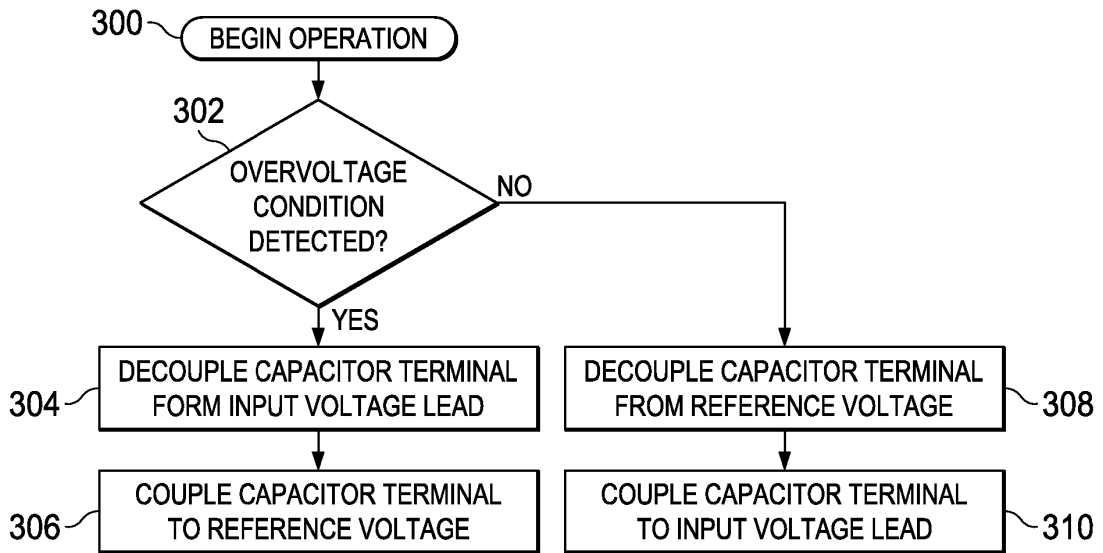 300
BEGIN OPERATION
302
OVERVOLTAGE
CONDITION
DETECTED?
NO
YES
304
DECOUPLE CAPACITOR TERMINAL
FORM INPUT VOLTAGE LEAD
DECOUPLE CAPACITOR TERMINAL
FROM REFERENCE VOLTAGE
308
306
COUPLE CAPACITOR TERMINAL
TO REFERENCE VOLTAGE
COUPLE CAPACITOR TERMINAL
TO INPUT VOLTAGE LEAD
310